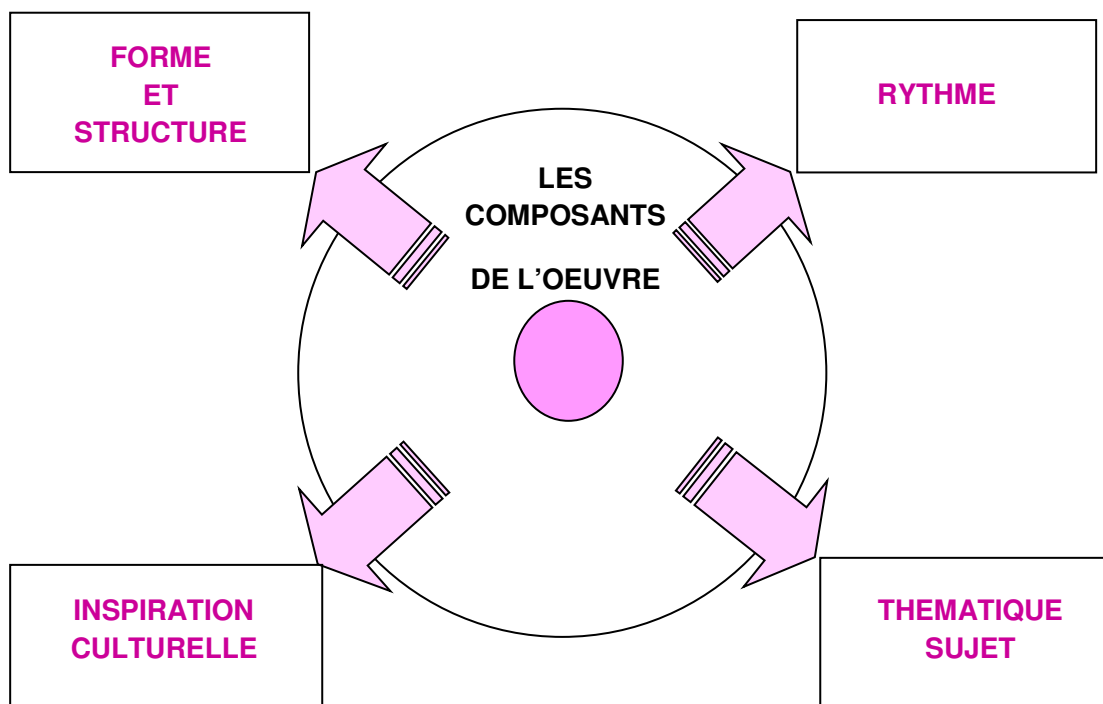 FORME
ET
STRUCTURE
RYTHME
LES
COMPOSANTS
DE L’OEUVRE
INSPIRATION
CULTURELLE
THEMATIQUE
SUJET